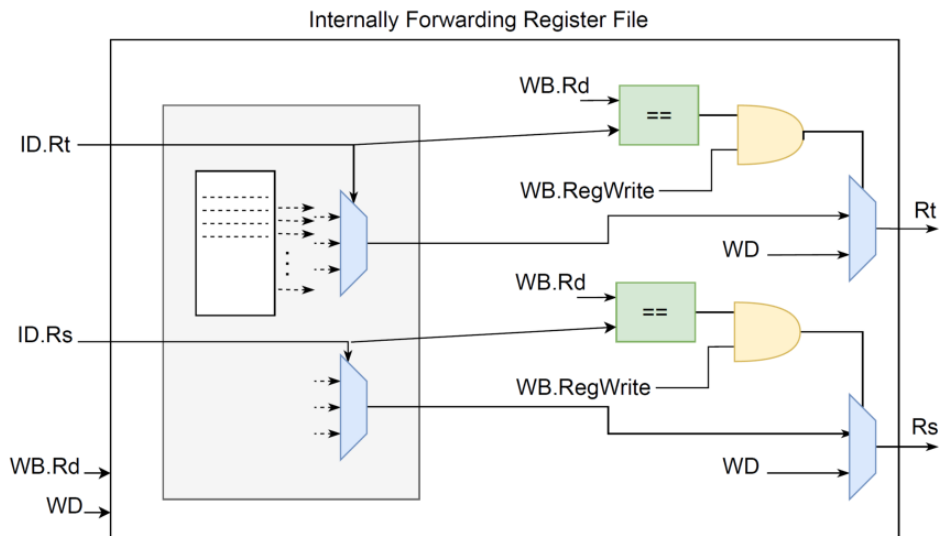 Internally Forwarding Register File
WB.Rd
==
ID.Rt
WB.RegWrite
Rt
WD
WB.Rd
==
ID.Rs
WB.RegWrite
Rs
WB.Rd
WD
WD